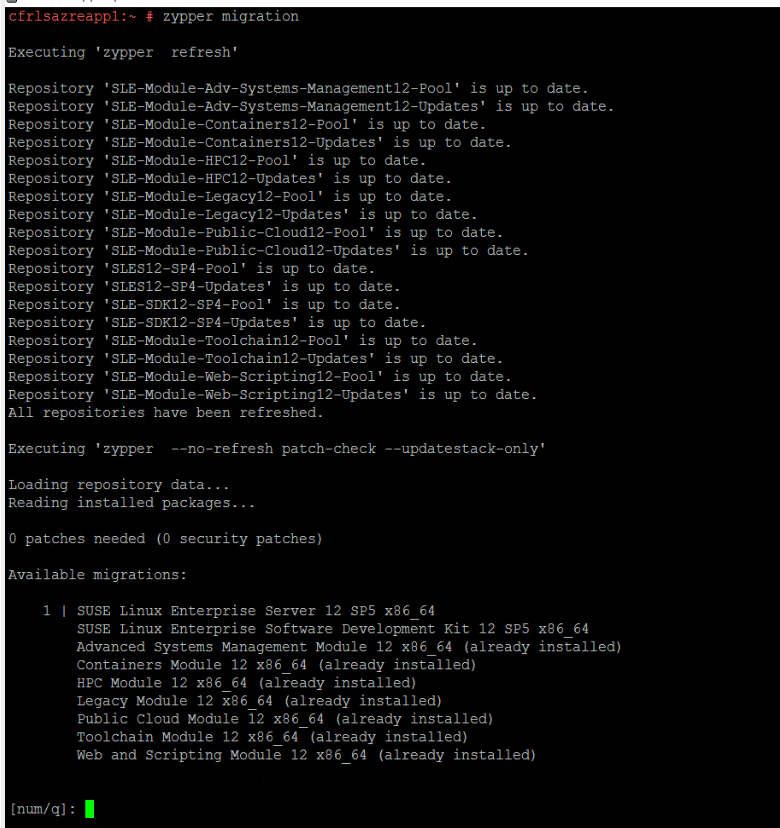 cfrlsazreapp1:~ # zypper migration
Executing 'zypper  refresh'
Repository 'SLE-Module-Adv-Systems-Management12-Pool' is up to date.
Repository 'SLE-Module-Adv-Systems-Management12-Updates' is up to date.
Repository 'SLE-Module-Containers12-Pool' is up to date.
Repository 'SLE-Module-Containers12-Updates' is up to date.
Repository 'SLE-Module-HPC12-Pool' is up to date.
Repository 'SLE-Module-HPC12-Updates' is up to date.
Repository 'SLE-Module-Legacy12-Pool' is up to date.
Repository 'SLE-Module-Legacy12-Updates' is up to date.
Repository 'SLE-Module-Public-Cloud12-Pool' is up to date.
Repository 'SLE-Module-Public-Cloud12-Updates' is up to date.
Repository 'SLES12-SP4-Pool' is up to date.
Repository 'SLES12-SP4-Updates' is up to date.
Repository 'SLE-SDK12-SP4-Pool' is up to date.
Repository 'SLE-SDK12-SP4-Updates' is up to date.
Repository 'SLE-Module-Toolchain12-Pool' is up to date.
Repository 'SLE-Module-Toolchain12-Updates' is up to date.
Repository 'SLE-Module-Web-Scripting12-Pool' is up to date.
Repository 'SLE-Module-Web-Scripting12-Updates' is up to date.
All repositories have been refreshed.
Executing 'zypper  --no-refresh patch-check --updatestack-only'
Loading repository data...
Reading installed packages...
0 patches needed (0 security patches)
Available migrations:
1 | SUSE Linux Enterprise Server 12 SP5 x86_64
SUSE Linux Enterprise Software Development Kit 12 SP5 x86_64
Advanced Systems Management Module 12 x86_64 (already installed)
Containers Module 12 x86_64 (already installed)
HPC Module 12 x86_64 (already installed)
Legacy Module 12 x86_64 (already installed)
Public Cloud Module 12 x86_64 (already installed)
Toolchain Module 12 x86_64 (already installed)
Web and Scripting Module 12 x86_64 (already installed)
[num/q]: